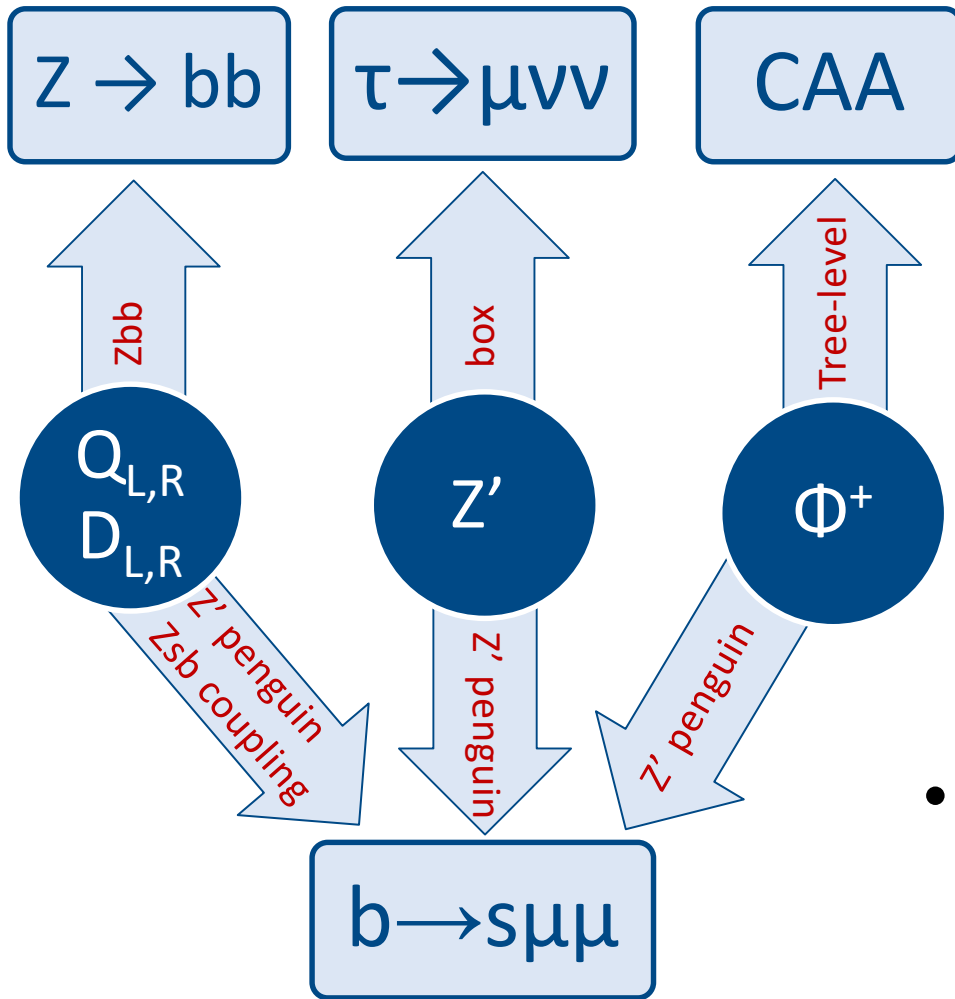 Z → bb
τ→μνν
CAA
Zbb
box
Tree-level
Q_L,R
D_L,R
Z’
Φ⁺
Z’ penguin
Zsb coupling
Z’ penguin
Z’ penguin
•
b→sμμ